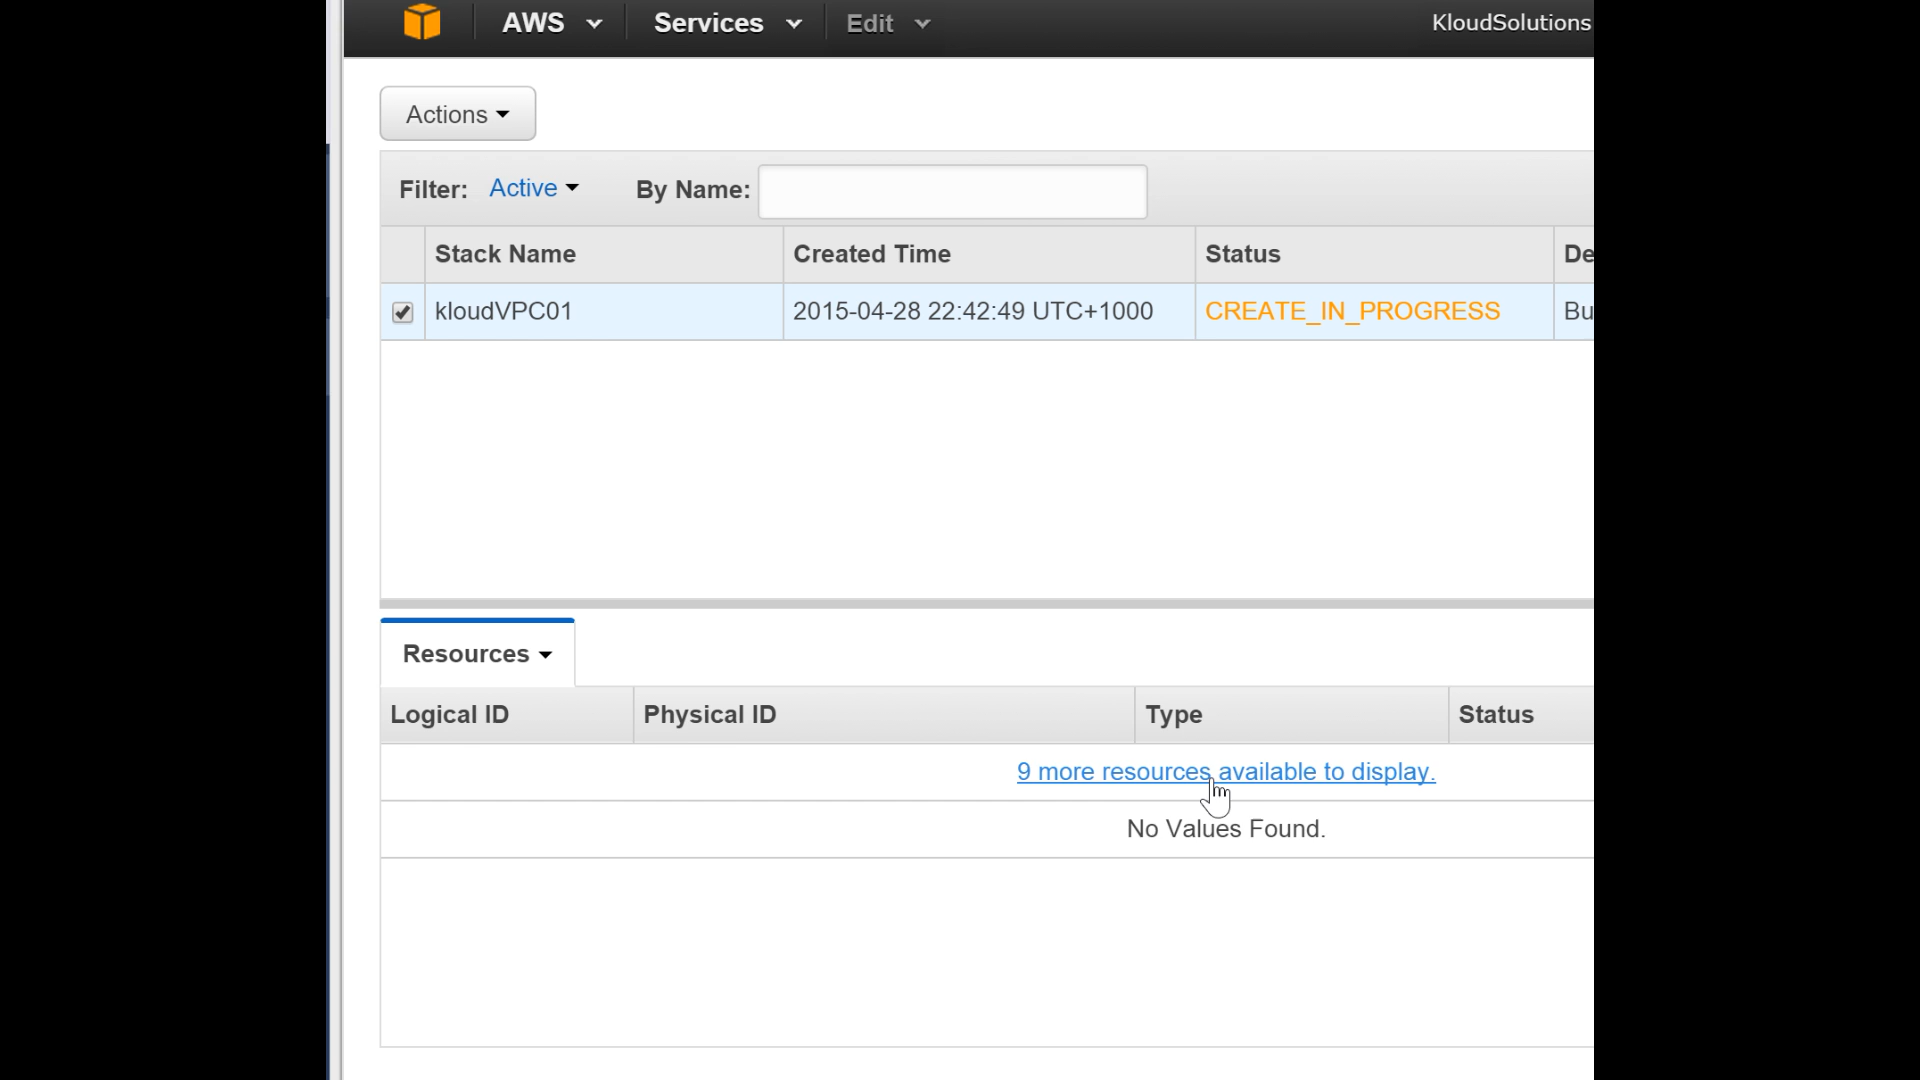 AWS Services Edit KloudSolutions
Actions
Filter: Active By Name:
Stack Name Created Time Status De
kloudVPC01 2015-04-28 22:42:49 UTC+1000 CREATE_IN_PROGRESS Bu
Resources
Logical ID Physical ID Type Status
9 more resources available to display.
No Values Found.